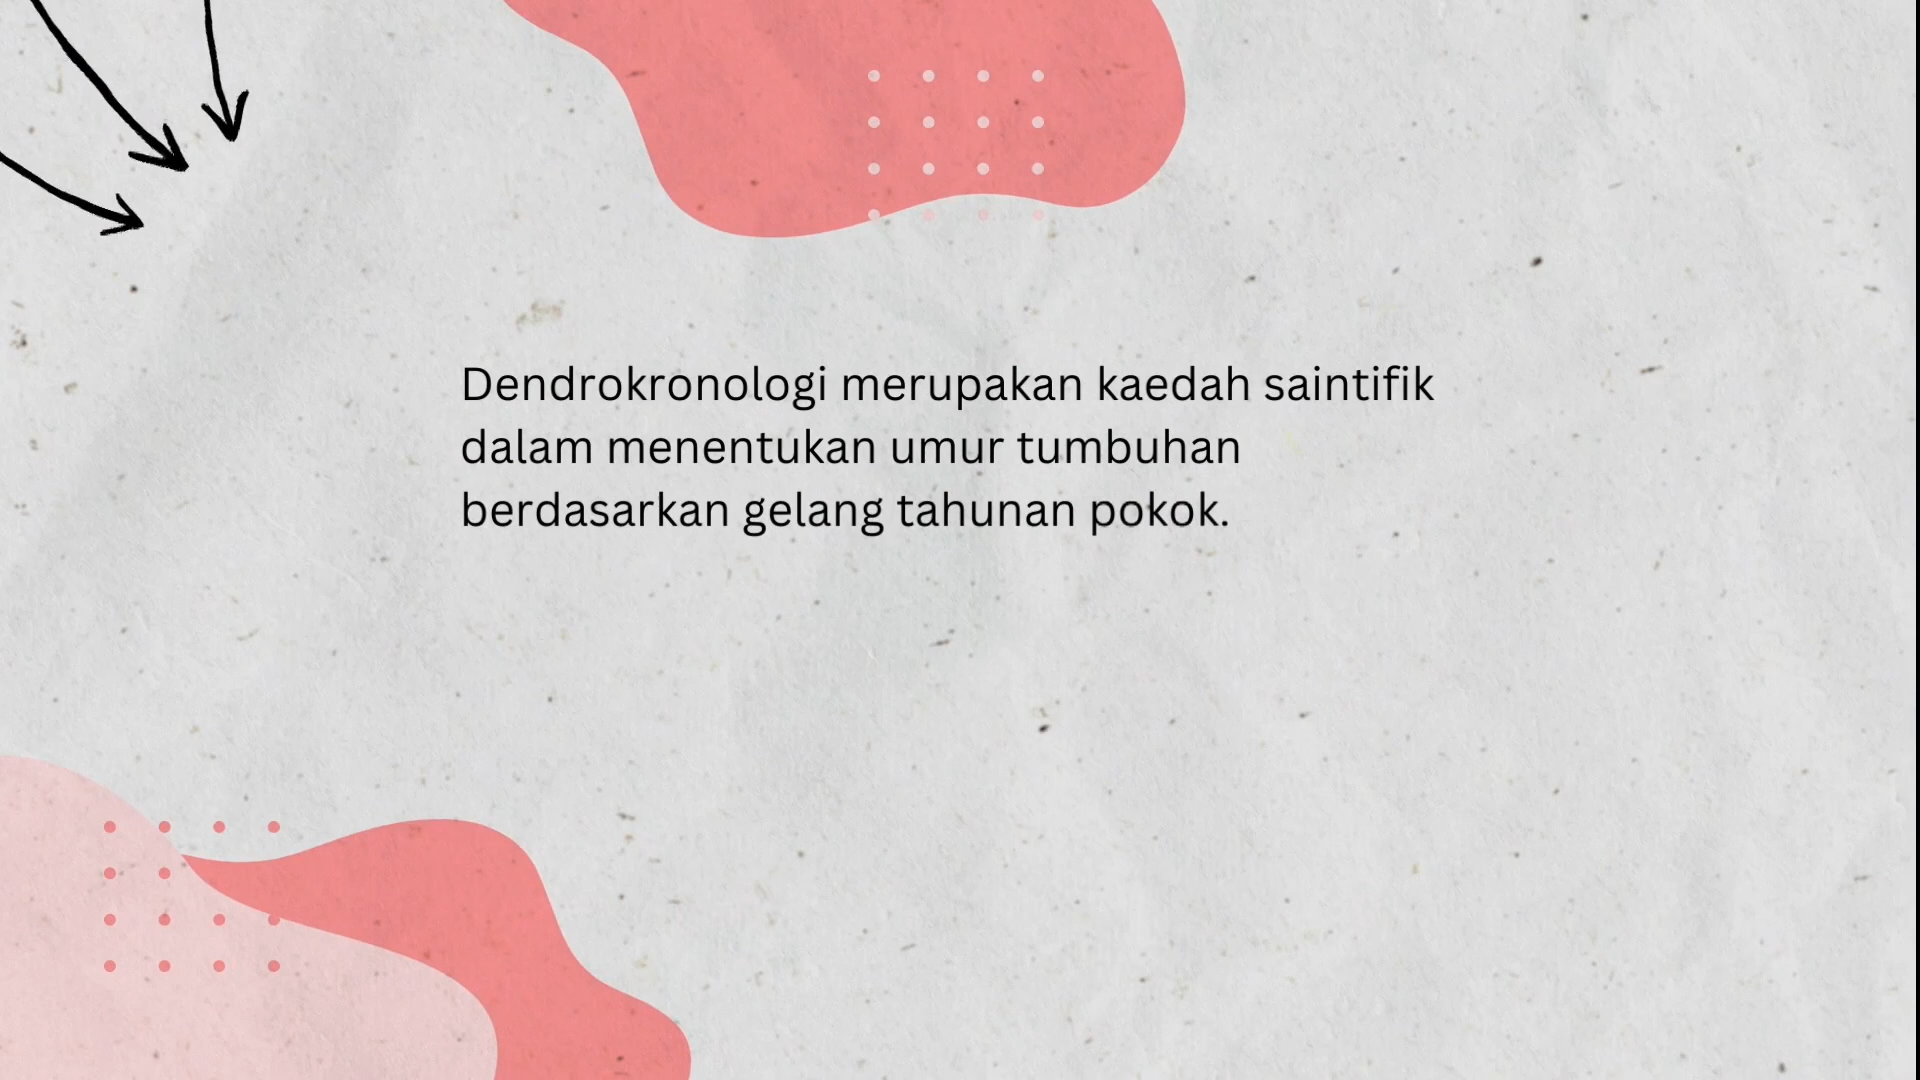 Dendrokronologi merupakan kaedah saintifik
dalam menentukan umur tumbuhan
berdasarkan gelang tahunan pokok.